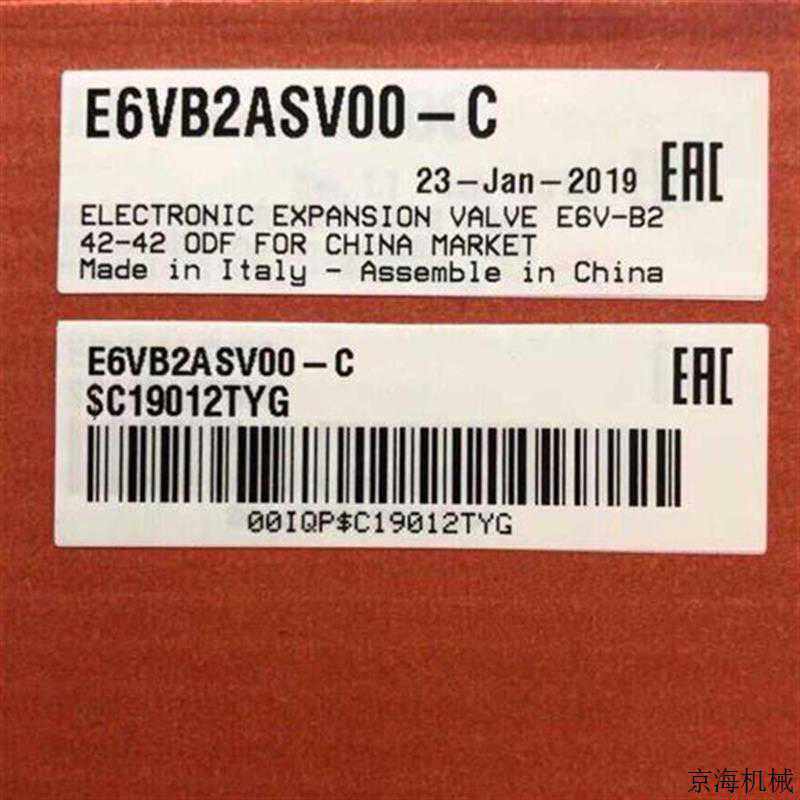 E6VB2ASV00-C
23-Jan-2019 EAC
ELECTRONIC EXPANSION VALVE E6V-B2
42-42 ODF FOR CHINA MARKET
Made in Italy - Assemble in China
E6VB2ASV00-C EAC
$C19012TYG
00IQP$C19012TYG
京海机械